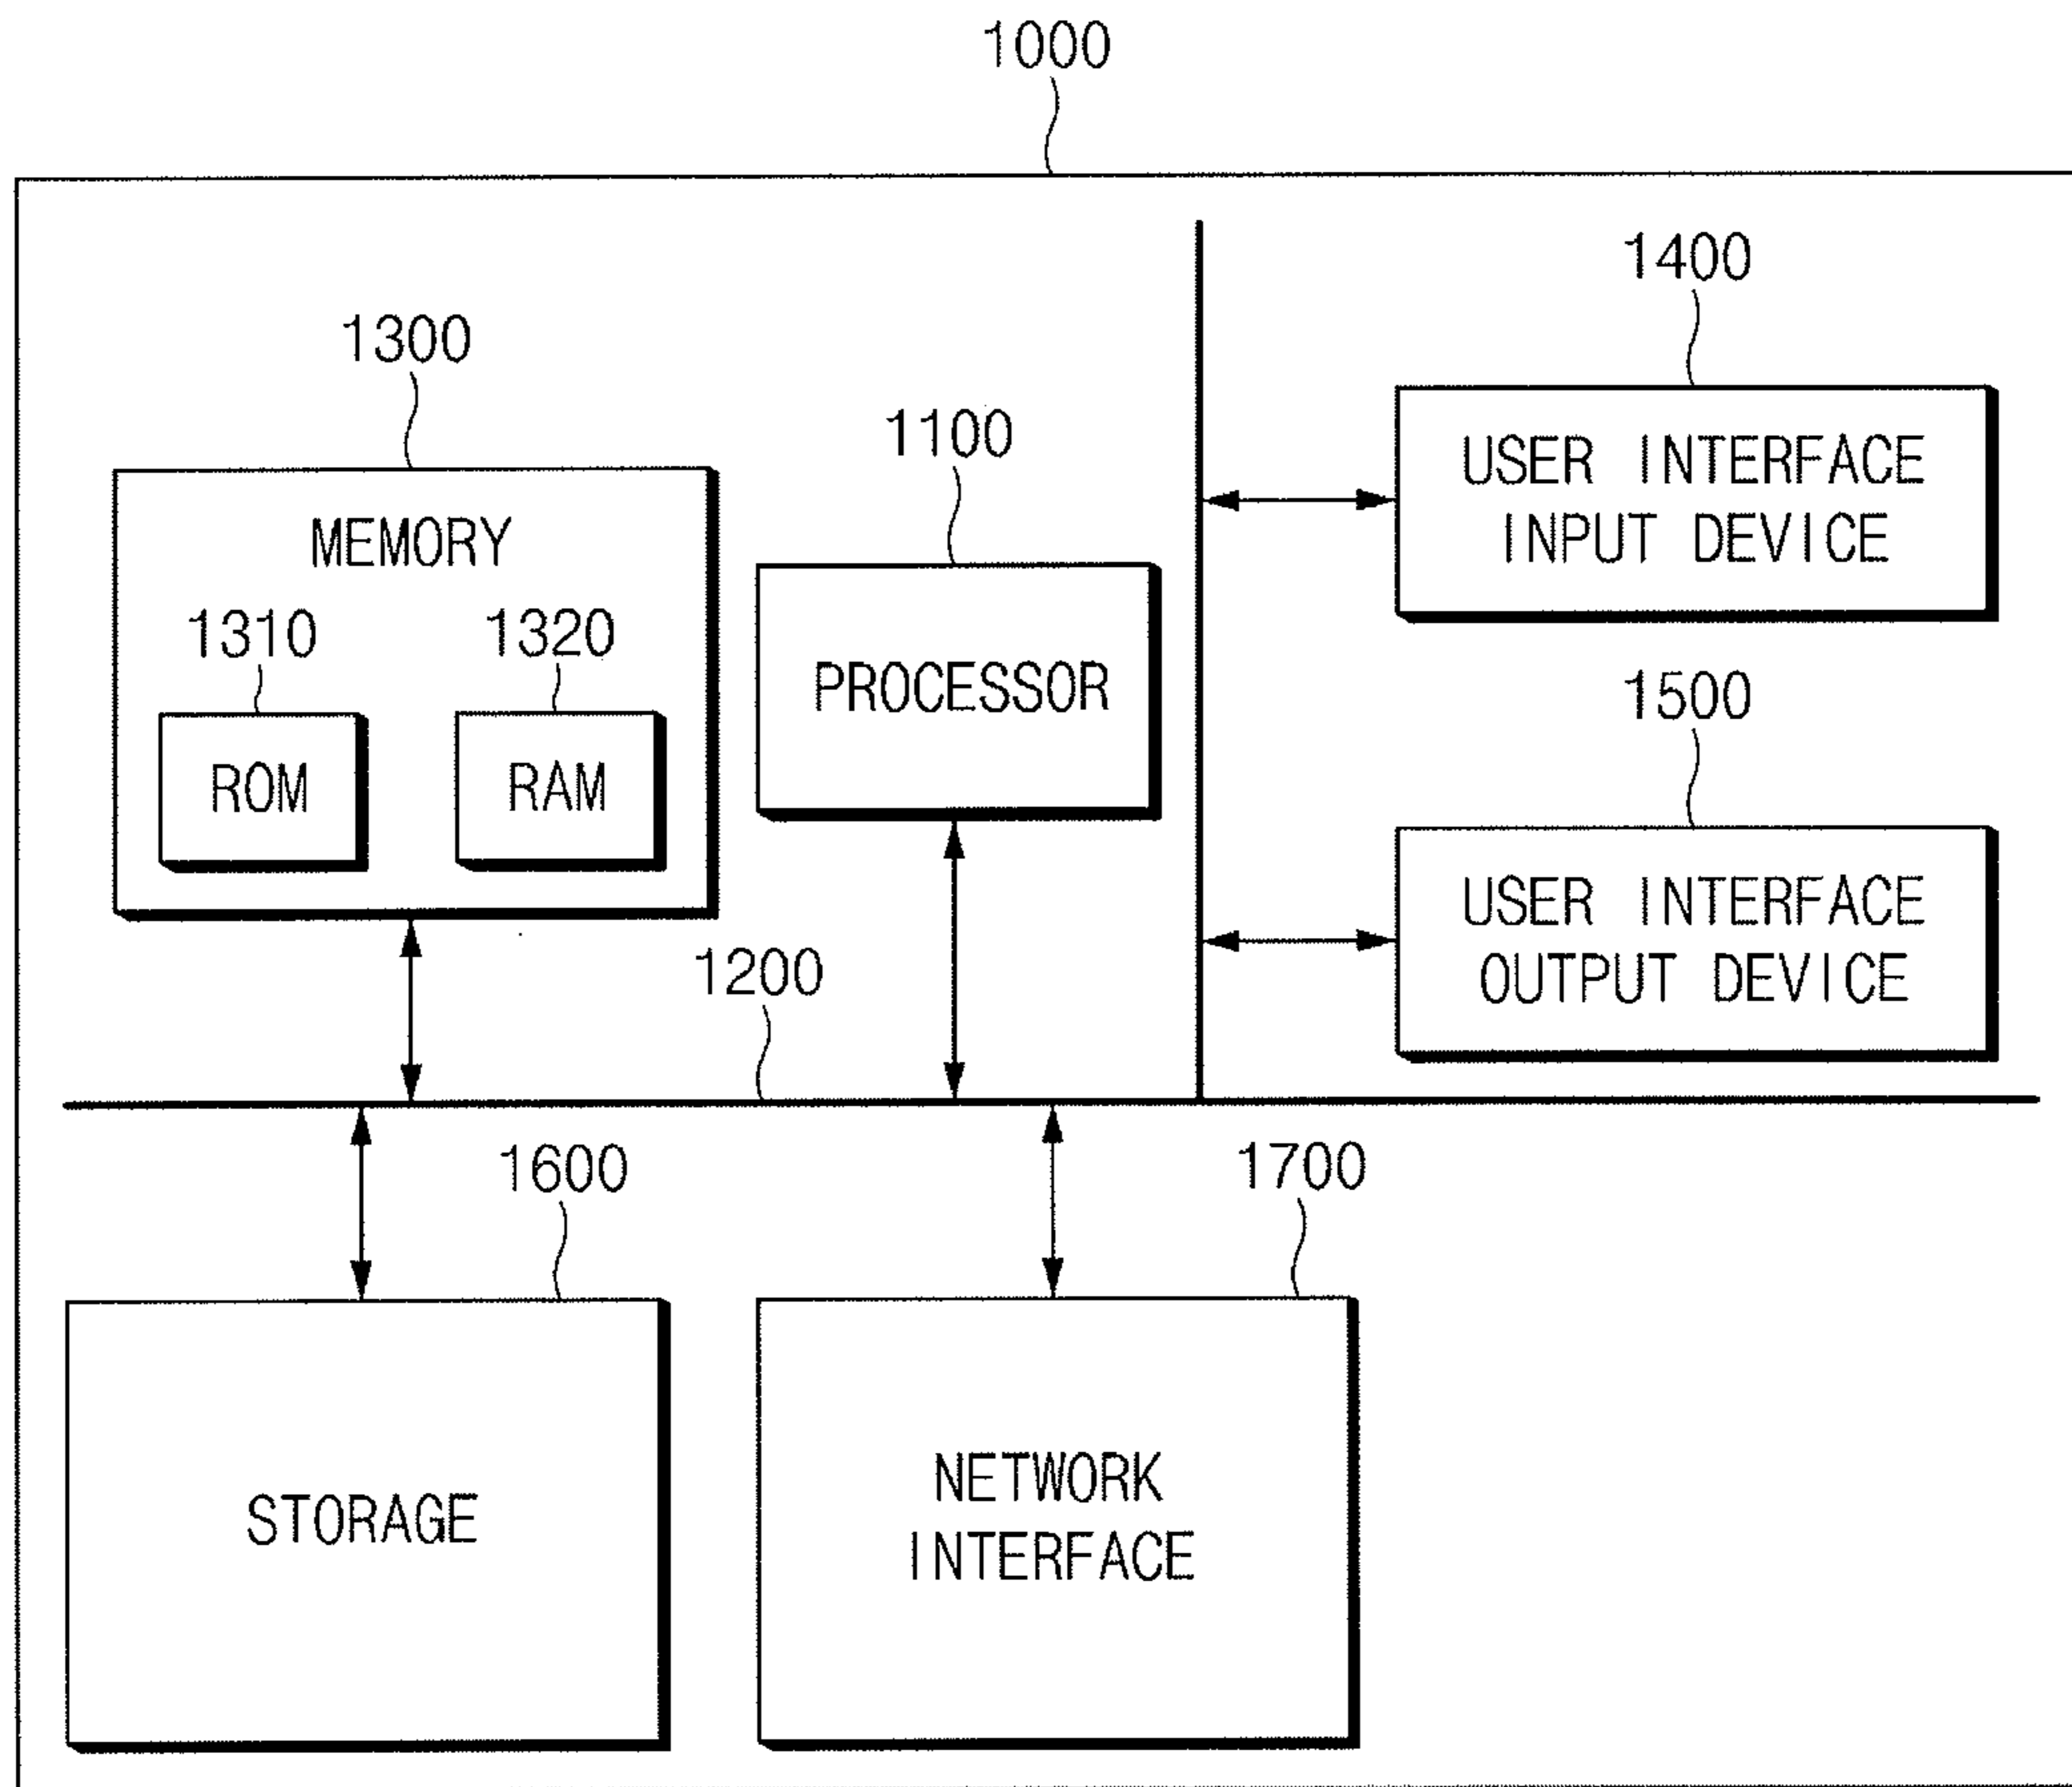 1000
1400
1300
1100
USER INTERFACE
INPUT DEVICE
MEMORY
1310
1320
PROCESSOR
1500
ROM
RAM
USER INTERFACE
OUTPUT DEVICE
1200
1600
1700
STORAGE
NETWORK
INTERFACE